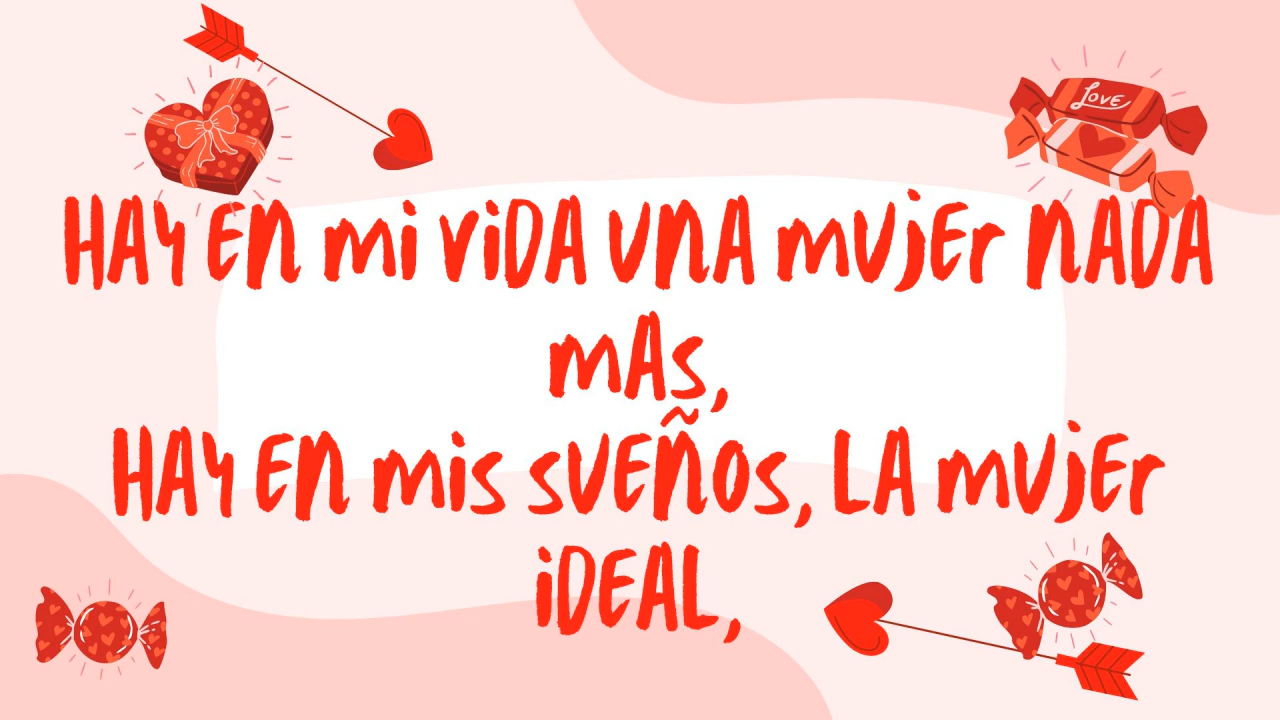 LOVE
HAY EN mi ViDA UNA mUjEr NADA
mAs,
HAY EN mis sUEÑos, LA mUjEr
iDEAL,